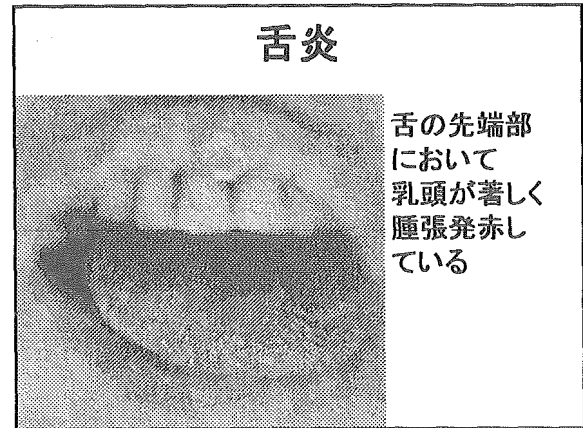 舌炎
舌の先端部
において
乳頭が著しく
腫張発赤し
ている